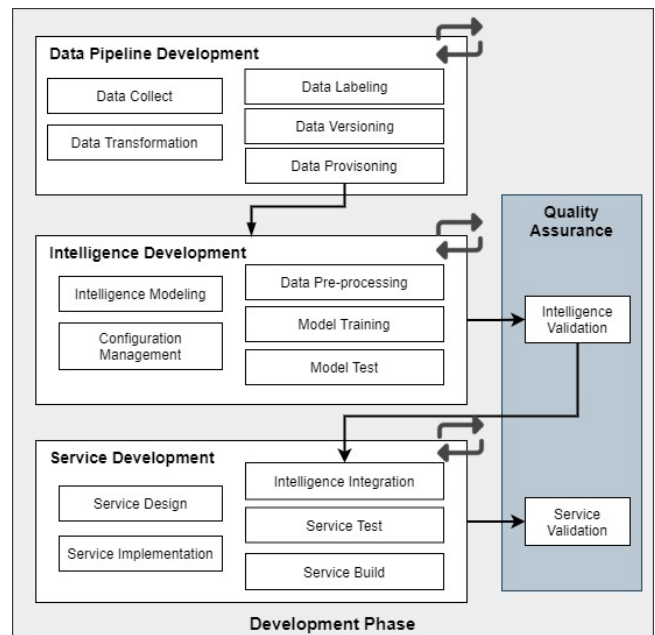 Data Pipeline Development
Data Collect
Data Transformation
Data Labeling
Data Versioning
Data Provisoning
Quality
Assurance
Intelligence Development
Intelligence Modeling
Configuration
Management
Data Pre-processing
Model Training
Model Test
Intelligence
Validation
Service Development
Service Design
Service Implementation
Intelligence Integration
Service Test
Service Build
Service
Validation
Development Phase